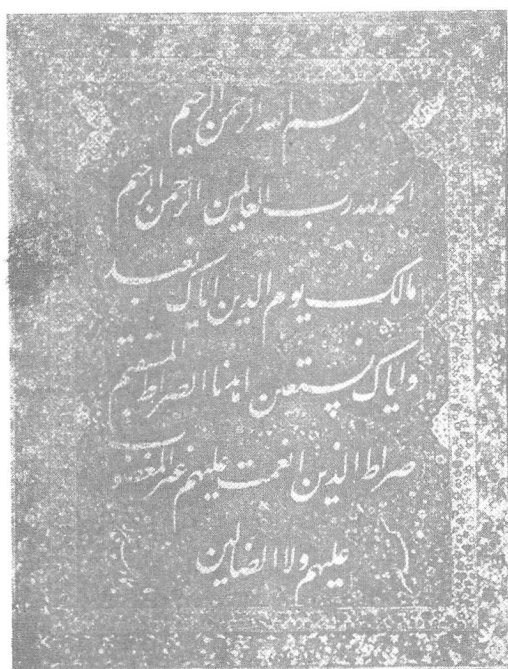 بسم الله الرحمن الرحیم
الحمد لله رب العالمین الرحمن الرحیم
مالک یوم الدین ایاک نعبد
وایاک نستعین اهدنا الصراط المستقیم
صراط الذین انعمت علیهم غیر المغضوب
علیهم ولا الضالین